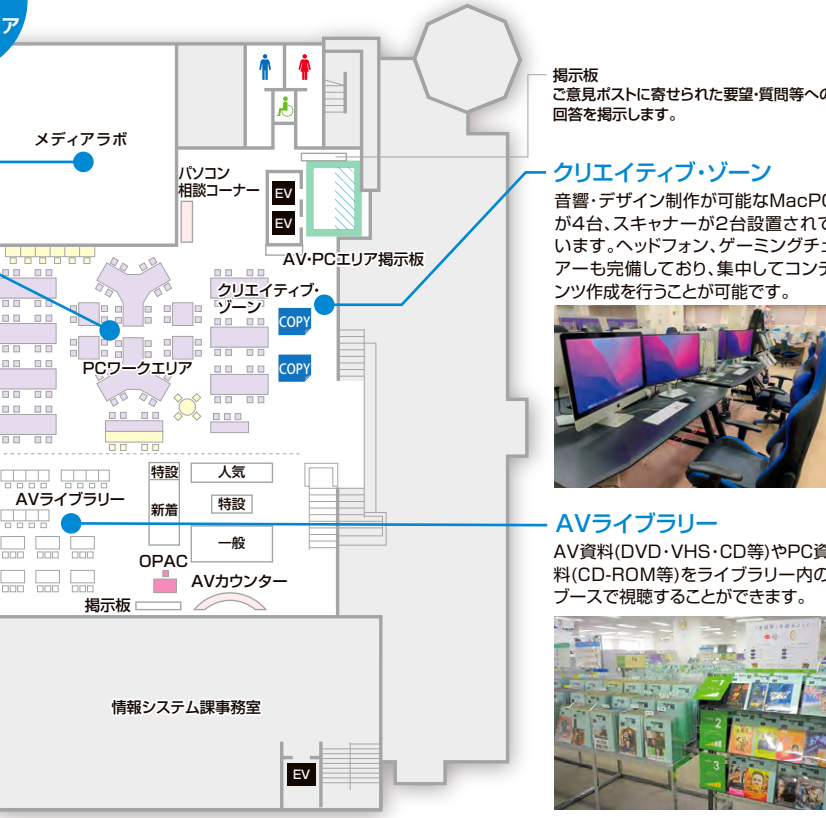 ア
メディアラボ
パソコン
相談コーナー
EV
EV
AV・PCエリア掲示板
クリエイティブ・
ゾーン
COPY
COPY
PCワークエリア
特設
人気
新着
特設
一般
AVライブラリー
OPAC
AVカウンター
掲示板
情報システム課事務室
EV
掲示板
ご意見ポストに寄せられた要望・質問等への
回答を掲示します。
クリエイティブ・ゾーン
音響・デザイン制作が可能なMacPC
が4台、スキャナーが2台設置されて
います。ヘッドフォン、ゲーミングチェ
アーも完備しており、集中してコンテ
ンツ作成を行うことが可能です。
AVライブラリー
AV資料(DVD・VHS・CD等)やPC資
料(CD-ROM等)をライブラリー内の
ブースで視聴することができます。
1
2
3